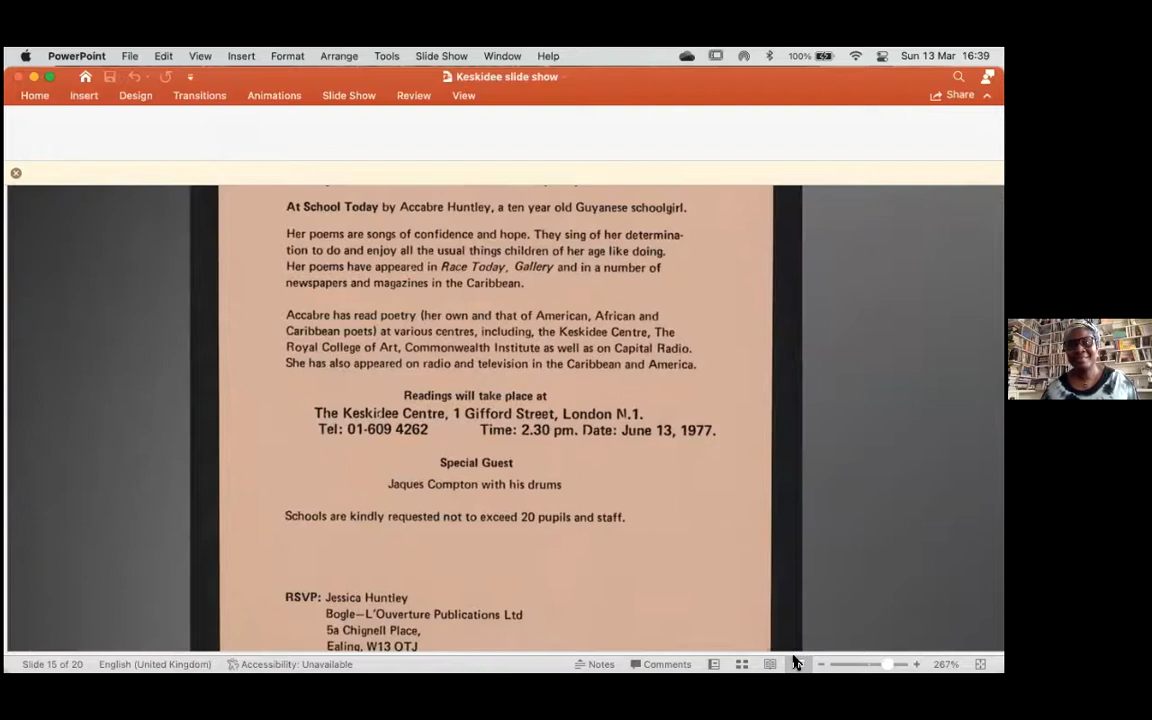 PowerPoint File Edit View Insert Format Arrange Tools Slide Show Window Help 100% Sun 13 Mar 16:39
Keskidee slide show
Home Insert Design Transitions Animations Slide Show Review View Share
At School Today by Accabre Huntley, a ten year old Guyanese schoolgirl.
Her poems are songs of confidence and hope. They sing of her determina-
tion to do and enjoy all the usual things children of her age like doing.
Her poems have appeared in Race Today, Gallery and in a number of
newspapers and magazines in the Caribbean.
Accabre has read poetry (her own and that of American, African and
Caribbean poets) at various centres, including, the Keskidee Centre, The
Royal College of Art, Commonwealth Institute as well as on Capital Radio.
She has also appeared on radio and television in the Caribbean and America.
Readings will take place at
The Keskidee Centre, 1 Gifford Street, London N.1.
Tel: 01-609 4262 Time: 2.30 pm. Date: June 13, 1977.
Special Guest
Jaques Compton with his drums
Schools are kindly requested not to exceed 20 pupils and staff.
RSVP: Jessica Huntley
Bogle-L'Ouverture Publications Ltd
5a Chignell Place,
Ealing, W13 OTJ
Slide 15 of 20 English (United Kingdom) Accessibility: Unavailable Notes Comments 267%